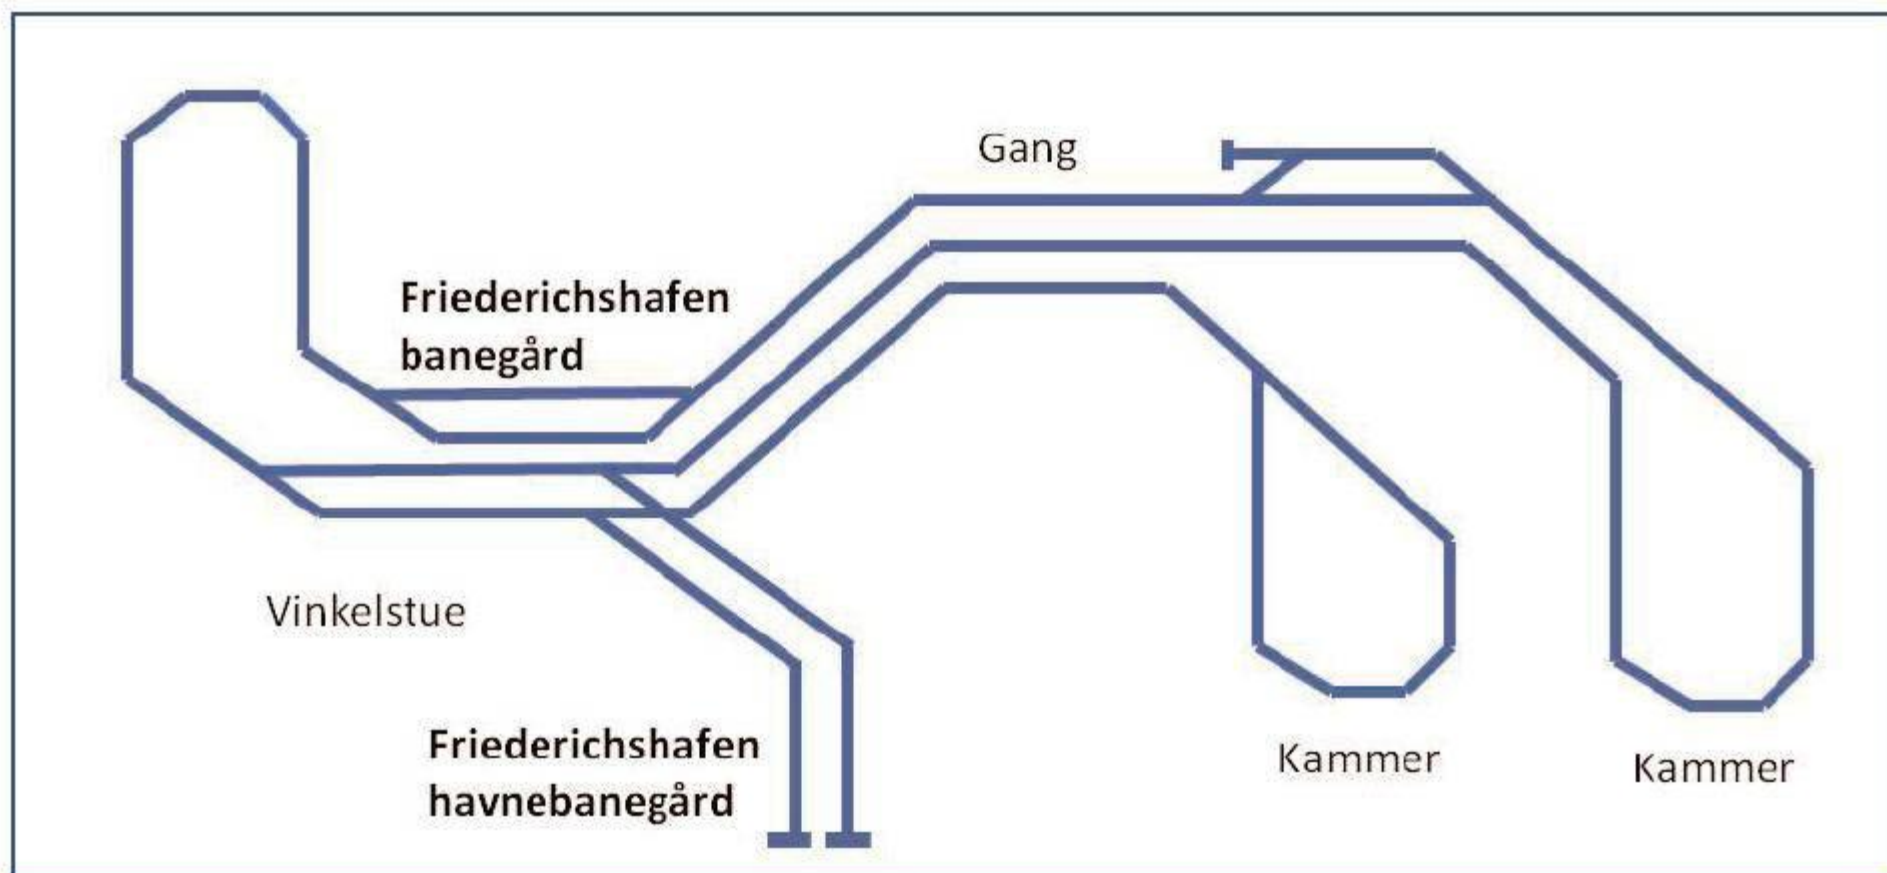 Gang
Friederichshafen
banegård
Vinkelstue
Friederichshafen
havnebanegård
Kammer
Kammer